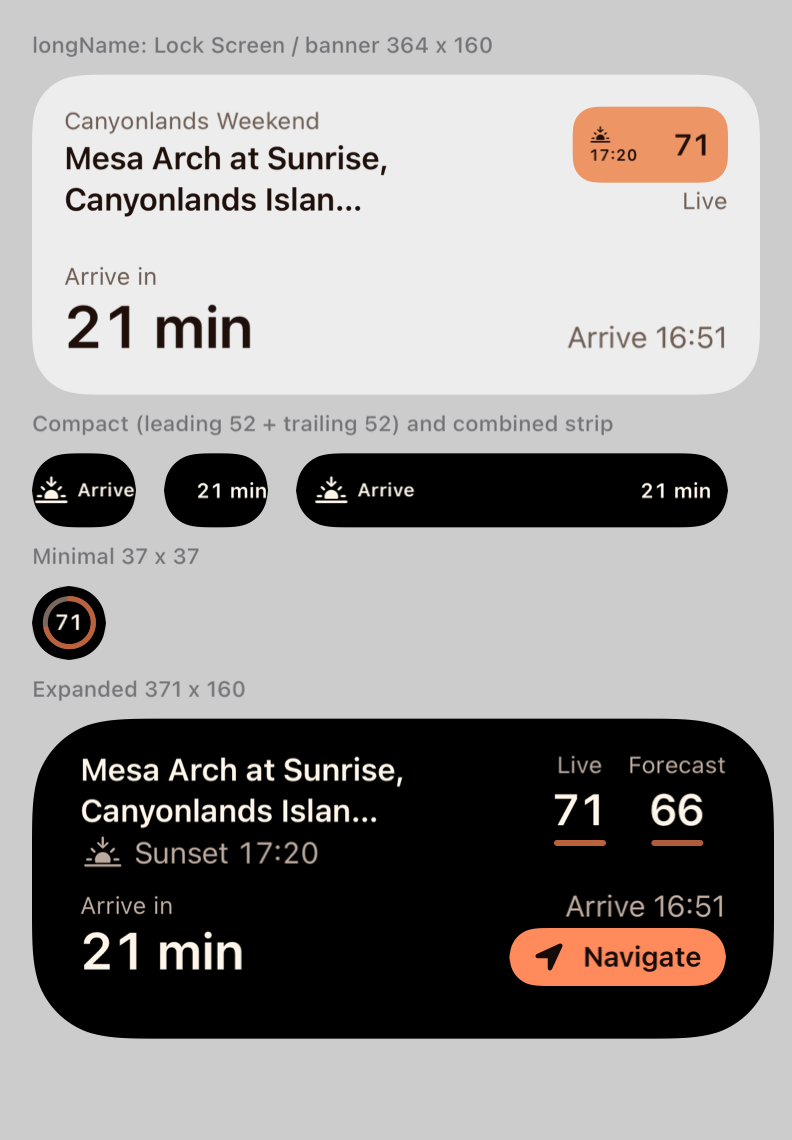 longName: Lock Screen / banner 364 x 160
Canyonlands Weekend
Mesa Arch at Sunrise,
Canyonlands Islan...
17:20
71
Live
Arrive in
21 min
Arrive 16:51
Compact (leading 52 + trailing 52) and combined strip
Arrive
21 min
Arrive
21 min
Minimal 37 x 37
71
Expanded 371 x 160
Mesa Arch at Sunrise,
Canyonlands Islan...
Sunset 17:20
Live
Forecast
71
66
Arrive in
21 min
Arrive 16:51
Navigate